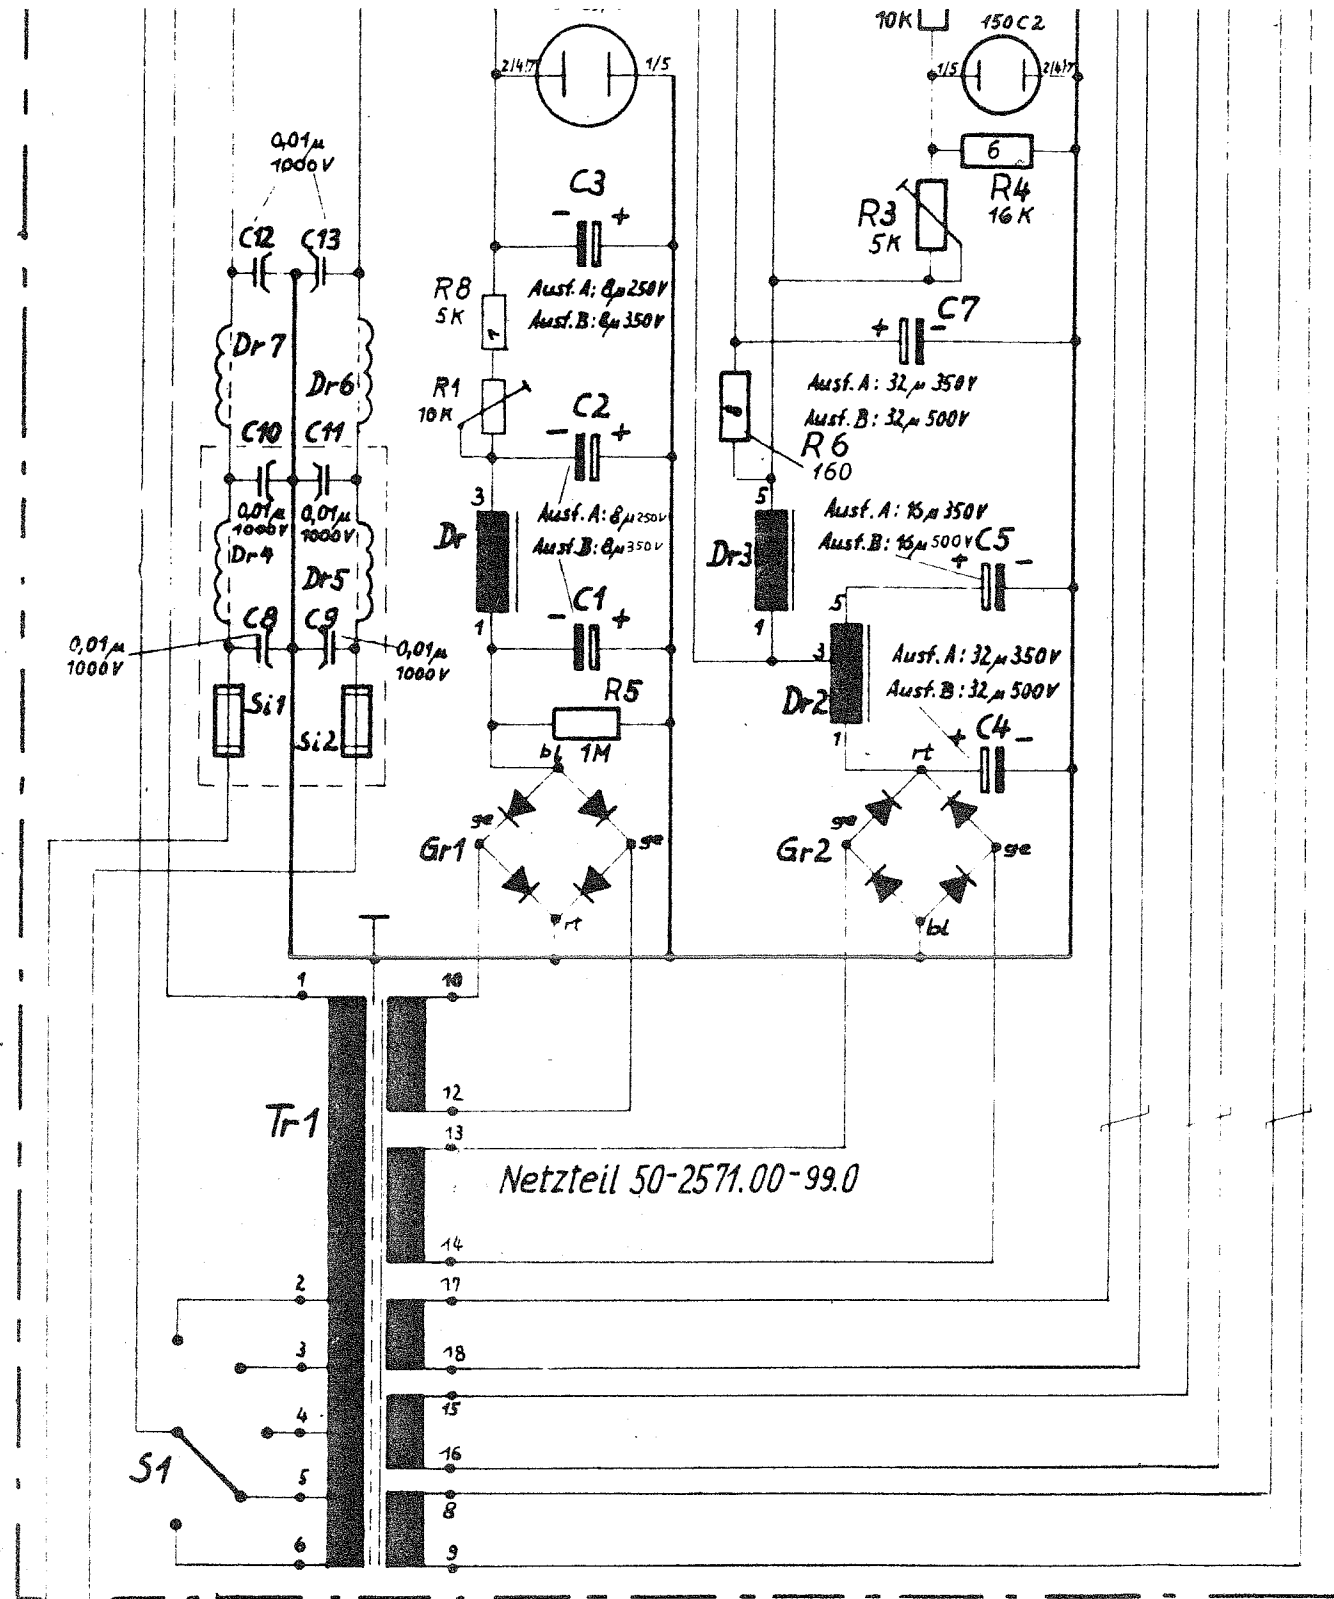 10K
150C2
2/4/7
1/5
1/5
2/4/7
0,01µ
1000V
6
R4
16K
C3
- +
R3
5K
C12 C13
R8
5K
Ausf. A: 8µ 250V
Ausf. B: 8µ 350V
C7
+ -
Dr7
Dr6
R1
10K
C2
- +
Ausf. A: 32µ 350V
Ausf. B: 32µ 500V
R6
160
C10 C11
3
5
0,01µ
1000V
0,01µ
1000V
Ausf. A: 8µ 250V
Ausf. B: 8µ 350V
Ausf. A: 16µ 350V
Ausf. B: 16µ 500V
C5
+ -
Dr
Dr3
Dr4
Dr5
C8 C9
1
C1
- +
1
5
3
0,01µ
1000V
0,01µ
1000V
Ausf. A: 32µ 350V
Ausf. B: 32µ 500V
Si1
Si2
R5
1M
Dr2
1
C4
+ -
bl
rt
ge
ge
Gr1
rt
ge
ge
Gr2
bl
1
10
12
Tr1
13
Netzteil 50-2571.00-99.0
14
2
17
3
18
4
15
S1
5
16
8
6
9